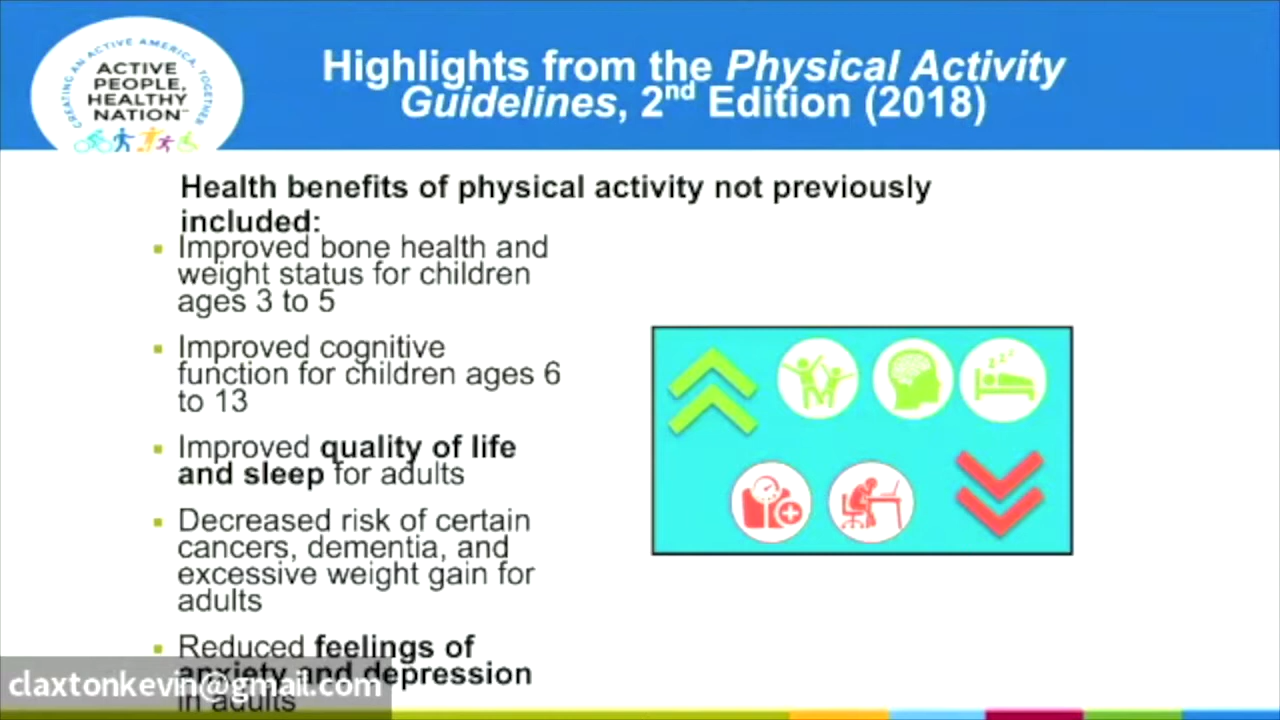 CREATING AN ACTIVE AMERICA, TOGETHER
ACTIVE
PEOPLE,
HEALTHY
NATION
Highlights from the Physical Activity
Guidelines, 2nd Edition (2018)
Health benefits of physical activity not previously
included:
Improved bone health and
weight status for children
ages 3 to 5
Improved cognitive
function for children ages 6
to 13
Improved quality of life
and sleep for adults
Decreased risk of certain
cancers, dementia, and
excessive weight gain for
adults
Reduced feelings of
anxiety and depression
in adults
claxtonkevin@gmail.com
zzz